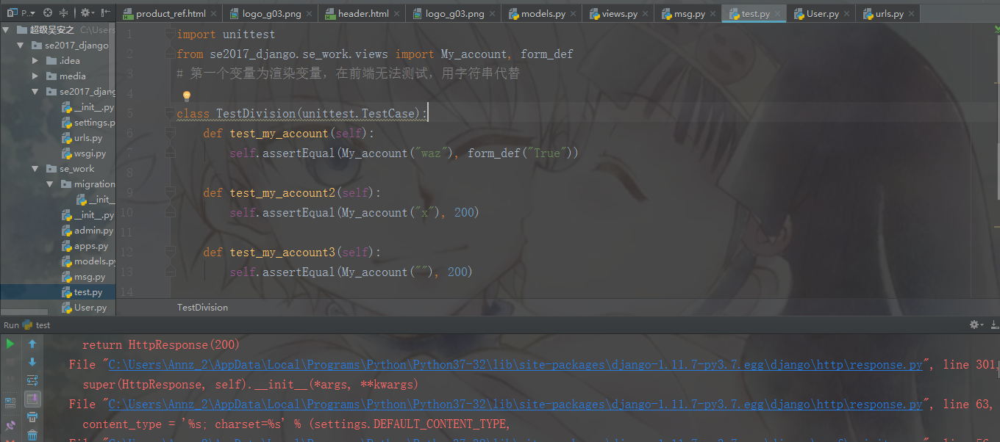 P..
product_ref.html
logo_g03.png
header.html
logo_g03.png
models.py
views.py
msg.py
test.py
User.py
urls.py
超级吴安之 C:\Users
se2017_django
.idea
media
se2017_djang
__init__.py
settings.p
urls.py
wsgi.py
se_work
migration
__init__
__init__.py
admin.py
apps.py
models.py
msg.py
test.py
User.py
1 import unittest
2 from se2017_django.se_work.views import My_account, form_def
3 # 第一个变量为渲染变量，在前端无法测试，用字符串代替
4
5 class TestDivision(unittest.TestCase):
6 def test_my_account(self):
7 self.assertEqual(My_account("waz"), form_def("True"))
8
9 def test_my_account2(self):
10 self.assertEqual(My_account("x"), 200)
11
12 def test_my_account3(self):
13 self.assertEqual(My_account(""), 200)
14
TestDivision
Run test
return HttpResponse(200)
File "C:\Users\Annz_2\AppData\Local\Programs\Python\Python37-32\lib\site-packages\django-1.11.7-py3.7.egg\django\http\response.py", line 301,
super(HttpResponse, self).__init__(*args, **kwargs)
File "C:\Users\Annz_2\AppData\Local\Programs\Python\Python37-32\lib\site-packages\django-1.11.7-py3.7.egg\django\http\response.py", line 63,
content_type = '%s; charset=%s' % (settings.DEFAULT_CONTENT_TYPE,